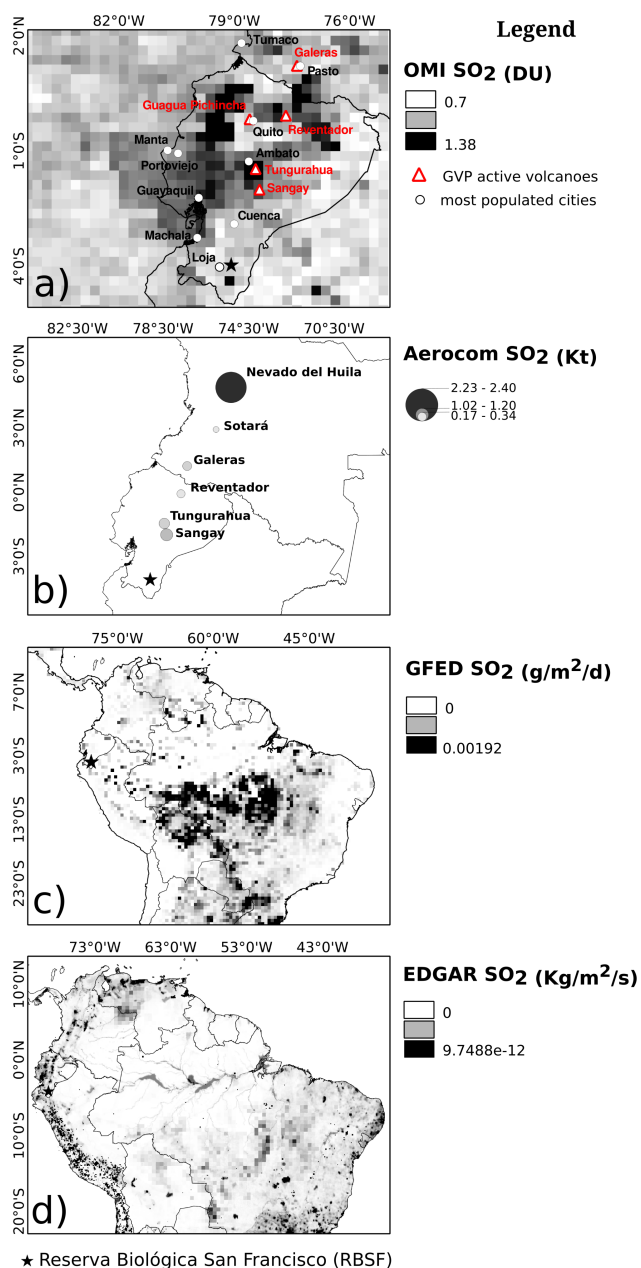 82°0'W 79°0'W 76°0'W
Legend
2°0'N
1°0'S
4°0'S
Tumaco
Galeras
Pasto
Guagua Pichincha
Quito
Reventador
Manta
Portoviejo
Ambato
Tungurahua
Guayaquil
Sangay
Cuenca
Machala
Loja
a)
OMI SO2 (DU)
0.7
1.38
GVP active volcanoes
most populated cities
82°30'W 78°30'W 74°30'W 70°30'W
6°0'N
3°0'N
0°0'N
3°0'S
Nevado del Huila
Sotará
Galeras
Reventador
Tungurahua
Sangay
b)
Aerocom SO2 (Kt)
2.23 - 2.40
1.02 - 1.20
0.17 - 0.34
75°0'W 60°0'W 45°0'W
7°0'N
3°0'S
13°0'S
23°0'S
c)
GFED SO2 (g/m2/d)
0
0.00192
73°0'W 63°0'W 53°0'W 43°0'W
10°0'N
0°0'N
10°0'S
20°0'S
d)
EDGAR SO2 (Kg/m2/s)
0
9.7488e-12
★ Reserva Biológica San Francisco (RBSF)